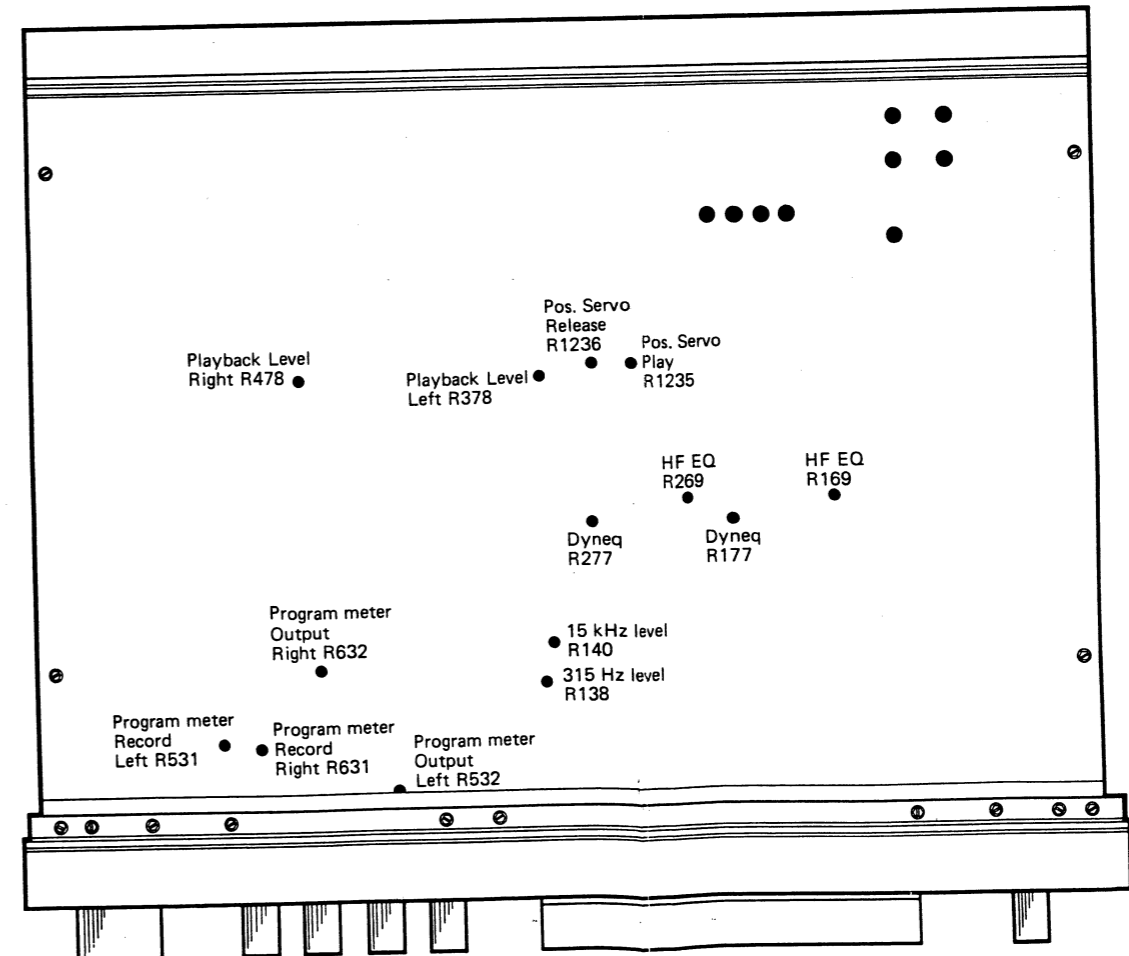 Pos. Servo
Release
R1236
Pos. Servo
Play
R1235
Playback Level
Right R478
Playback Level
Left R378
HF EQ
R269
HF EQ
R169
Dyneq
R277
Dyneq
R177
Program meter
Output
Right R632
15 kHz level
R140
315 Hz level
R138
Program meter
Record
Left R531
Program meter
Record
Right R631
Program meter
Output
Left R532